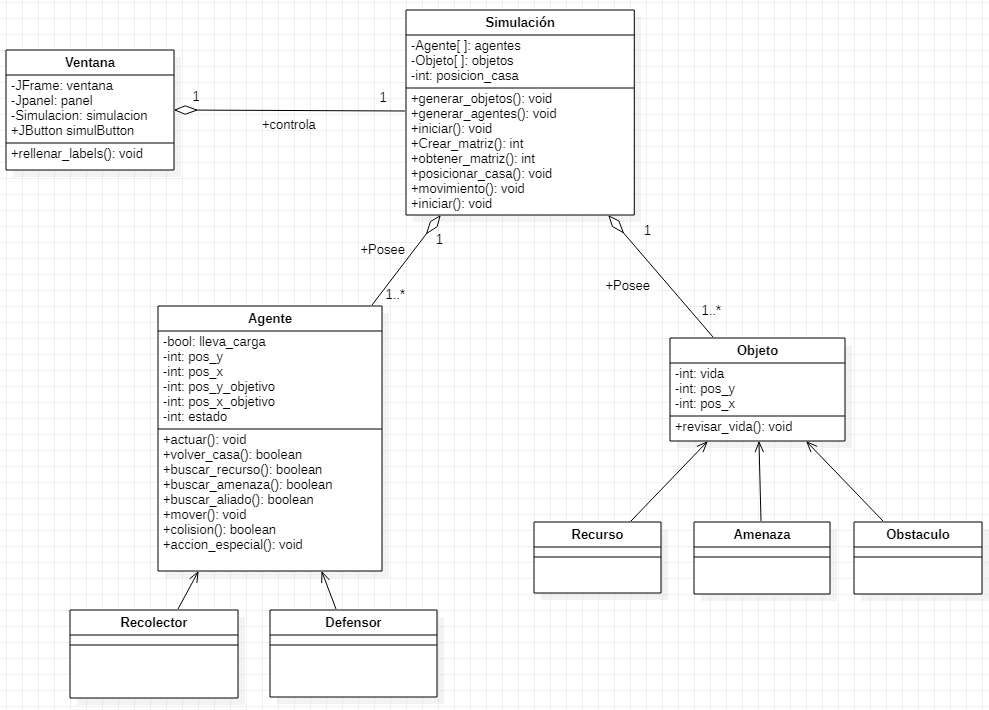 Simulación
-Agente[ ]: agentes
-Objeto[ ]: objetos
-int: posicion_casa
+generar_objetos(): void
+generar_agentes(): void
+iniciar(): void
+Crear_matriz(): int
+obtener_matriz(): int
+posicionar_casa(): void
+movimiento(): void
+iniciar(): void
Ventana
-JFrame: ventana
-Jpanel: panel
-Simulacion: simulacion
+JButton simulButton
+rellenar_labels(): void
1
1
+controla
+Posee
1
1..*
+Posee
1
1..*
Agente
-bool: lleva_carga
-int: pos_y
-int: pos_x
-int: pos_y_objetivo
-int: pos_x_objetivo
-int: estado
+actuar(): void
+volver_casa(): boolean
+buscar_recurso(): boolean
+buscar_amenaza(): boolean
+buscar_aliado(): boolean
+mover(): void
+colision(): boolean
+accion_especial(): void
Objeto
-int: vida
-int: pos_y
-int: pos_x
+revisar_vida(): void
Recurso
Amenaza
Obstaculo
Recolector
Defensor